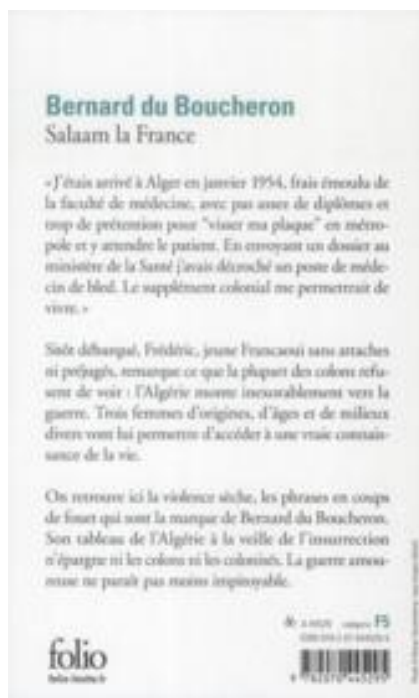 Bernard du Boucheron
Salaam la France
« J'étais arrivé à Alger en janvier 1954, frais émoulu de
la faculté de médecine, avec pas assez de diplômes et
trop de prétention pour "visser ma plaque" en métro-
pole et y attendre le patient. En envoyant un dossier au
ministère de la Santé j'avais décroché un poste de méde-
cin de bled. Le supplément colonial me permettrait de
vivre. »
Sitôt débarqué, Frédéric, jeune Francaoui sans attaches
ni préjugés, remarque ce que la plupart des colons refu-
sent de voir : l'Algérie monte inexorablement vers la
guerre. Trois femmes d'origines, d'âges et de milieux
divers vont lui permettre d'accéder à une vraie connais-
sance de la vie.
On retrouve ici la violence sèche, les phrases en coups
de fouet qui sont la marque de Bernard du Boucheron.
Son tableau de l'Algérie à la veille de l'insurrection
n'épargne ni les colons ni les colonisés. La guerre amou-
reuse ne paraît pas moins impitoyable.
F5
folio
9 782070 445295